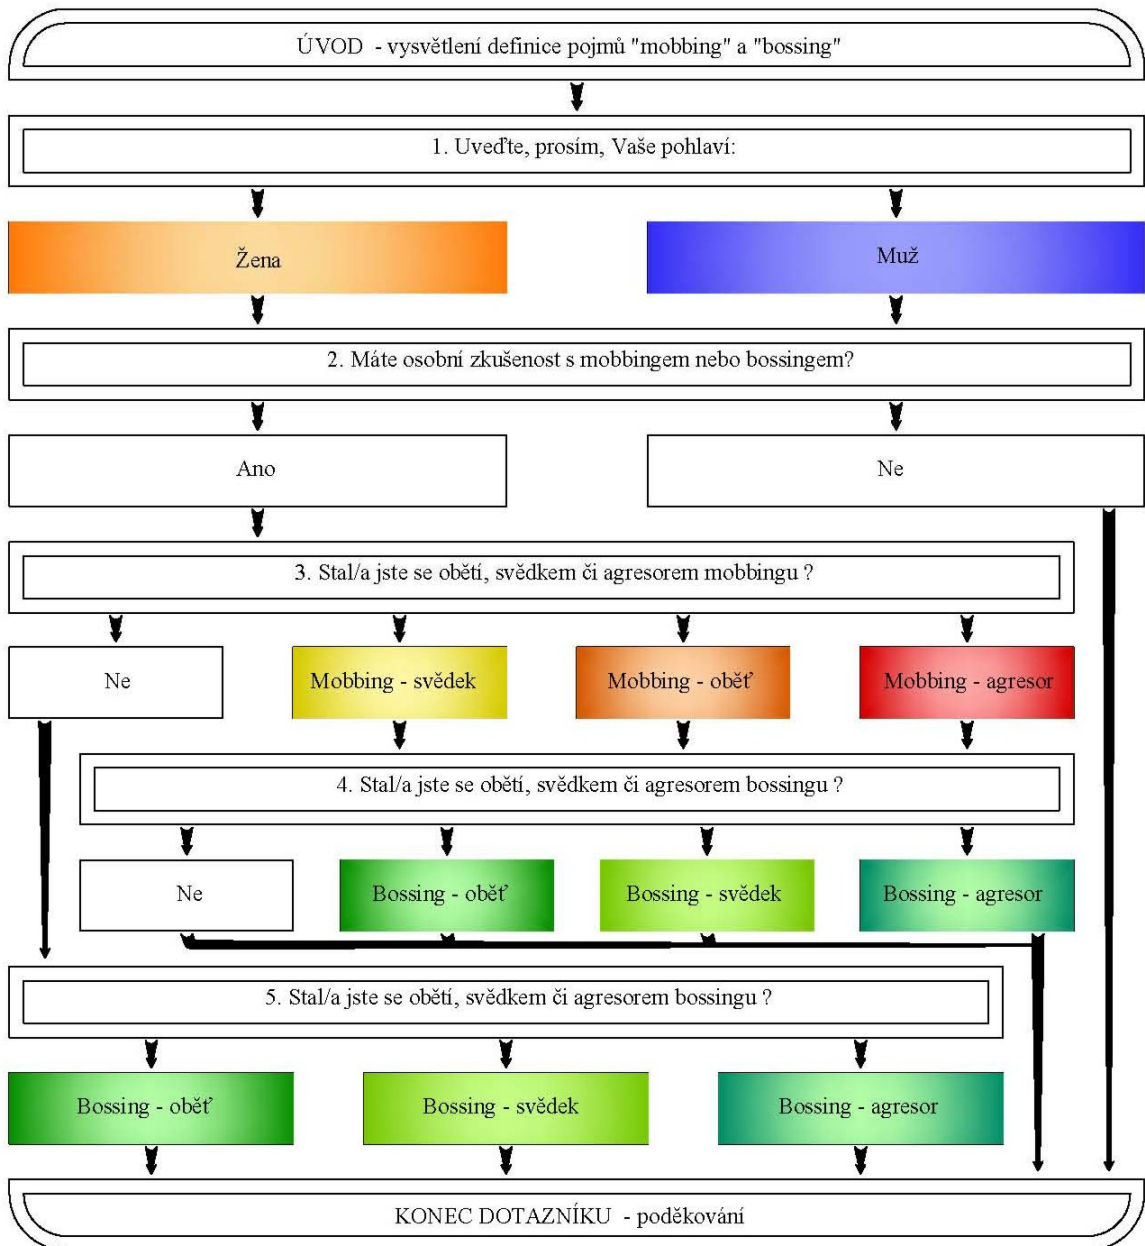 ÚVOD - vysvětlení definice pojmů "mobbing" a "bossing"
1. Uveďte, prosím, Vaše pohlaví:
Žena
Muž
2. Máte osobní zkušenost s mobbingem nebo bossingem?
Ano
Ne
3. Stal/a jste se obětí, svědkem či agresorem mobbingu ?
Ne
Mobbing - svědek
Mobbing - oběť
Mobbing - agresor
4. Stal/a jste se obětí, svědkem či agresorem bossingu ?
Ne
Bossing - oběť
Bossing - svědek
Bossing - agresor
5. Stal/a jste se obětí, svědkem či agresorem bossingu ?
Bossing - oběť
Bossing - svědek
Bossing - agresor
KONEC DOTAZNÍKU - poděkování